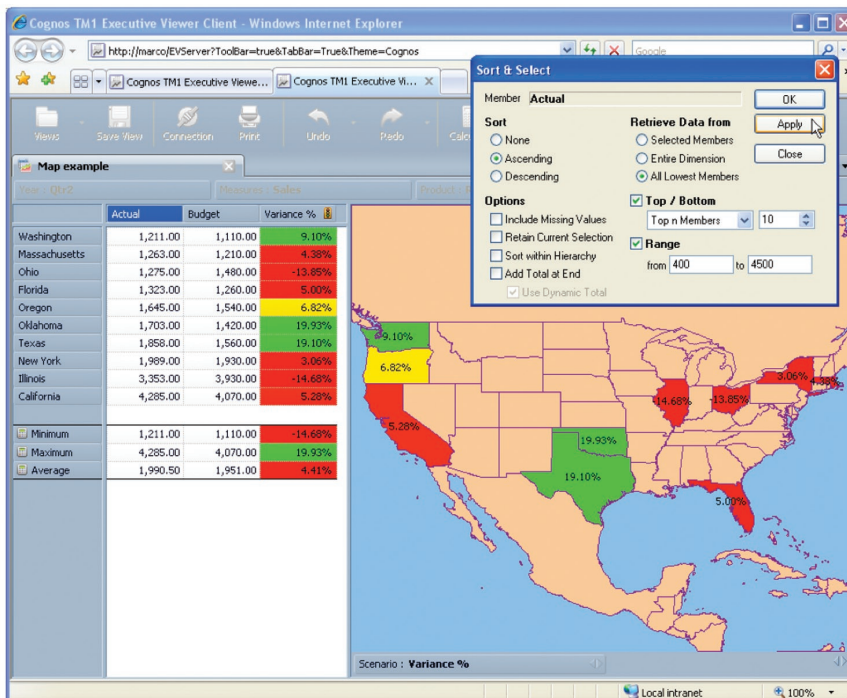 Cognos TM1 Executive Viewer Client - Windows Internet Explorer
http://marco/EVServer?ToolBar=true&TabBar=True&Theme=Cognos
Google
Cognos TM1 Executive Viewe...
Cognos TM1 Executive Vi...
Views
Save View
Connection
Print
Undo
Redo
Map example
Year : Qtr2
Measures : Sales
Actual
Budget
Variance %
Washington 1,211.00 1,110.00 9.10%
Massachusetts 1,263.00 1,210.00 4.38%
Ohio 1,275.00 1,480.00 -13.85%
Florida 1,323.00 1,260.00 5.00%
Oregon 1,645.00 1,540.00 6.82%
Oklahoma 1,703.00 1,420.00 19.93%
Texas 1,858.00 1,560.00 19.10%
New York 1,989.00 1,930.00 3.06%
Illinois 3,353.00 3,930.00 -14.68%
California 4,285.00 4,070.00 5.28%
Minimum 1,211.00 1,110.00 -14.68%
Maximum 4,285.00 4,070.00 19.93%
Average 1,990.50 1,951.00 4.41%
Sort & Select
Member Actual
OK
Sort
Retrieve Data from
Apply
None
Selected Members
Ascending
Entire Dimension
Close
Descending
All Lowest Members
Options
Top / Bottom
Include Missing Values
Top n Members 10
Retain Current Selection
Range
Sort within Hierarchy
from 400 to 4500
Add Total at End
Use Dynamic Total
9.10%
6.82%
3.06%
4.38%
-14.68%
-13.85%
5.28%
19.93%
19.10%
5.00%
Scenario : Variance %
Local intranet
100%